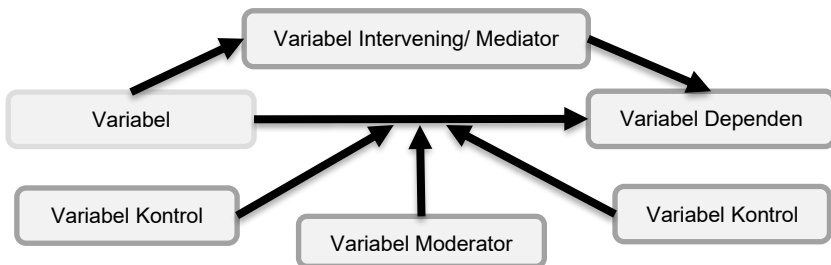 Variabel Intervening/ Mediator
Variabel
Variabel Dependen
Variabel Kontrol
Variabel Moderator
Variabel Kontrol